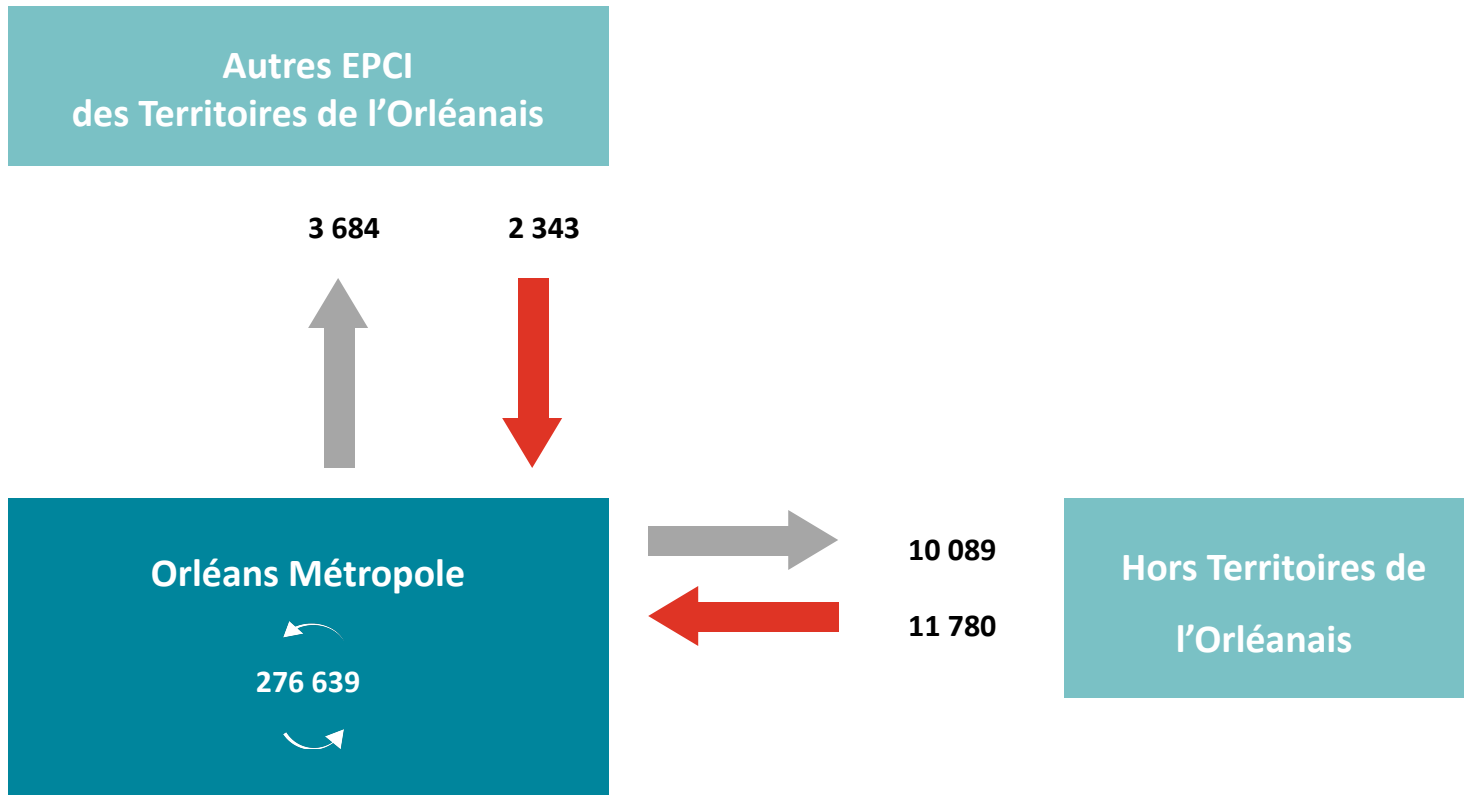 Autres EPCI
des Territoires de l’Orléanais
3 684 2 343
Orléans Métropole
276 639
10 089
11 780
Hors Territoires de
l’Orléanais